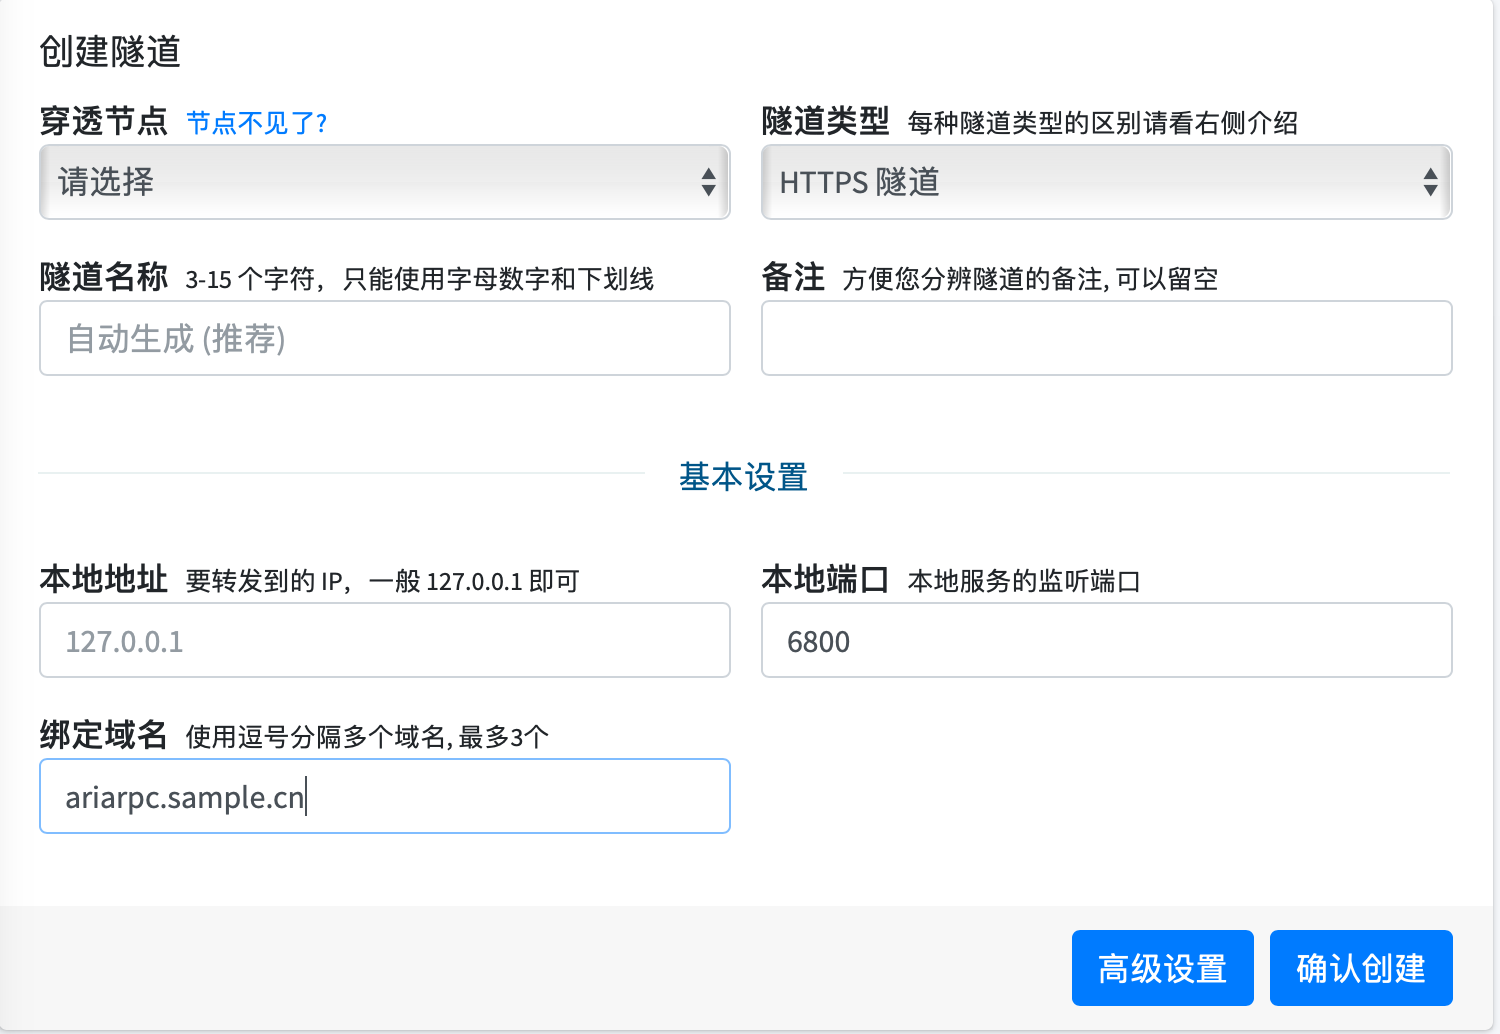 创建隧道
穿透节点 节点不见了?
请选择
隧道类型 每种隧道类型的区别请看右侧介绍
HTTPS 隧道
隧道名称 3-15 个字符，只能使用字母数字和下划线
自动生成 (推荐)
备注 方便您分辨隧道的备注, 可以留空
基本设置
本地地址 要转发到的 IP，一般 127.0.0.1 即可
127.0.0.1
本地端口 本地服务的监听端口
6800
绑定域名 使用逗号分隔多个域名, 最多3个
ariarpc.sample.cn
高级设置
确认创建